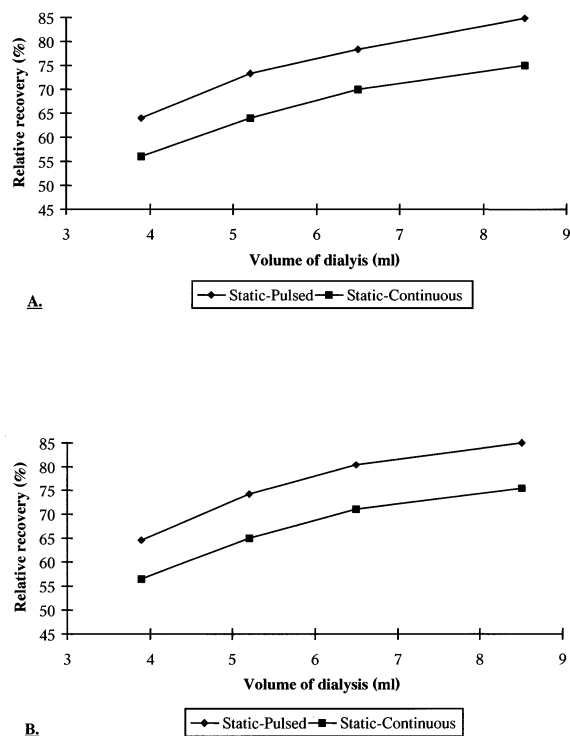 85
80
75
70
65
60
55
50
45
Relative recovery (%)
3 4 5 6 7 8 9
Volume of dialyis (ml)
Static-Pulsed Static-Continuous
A.
85
80
75
70
65
60
55
50
45
Relative recovery (%)
3 4 5 6 7 8 9
Volume of dialysis (ml)
Static-Pulsed Static-Continuous
B.